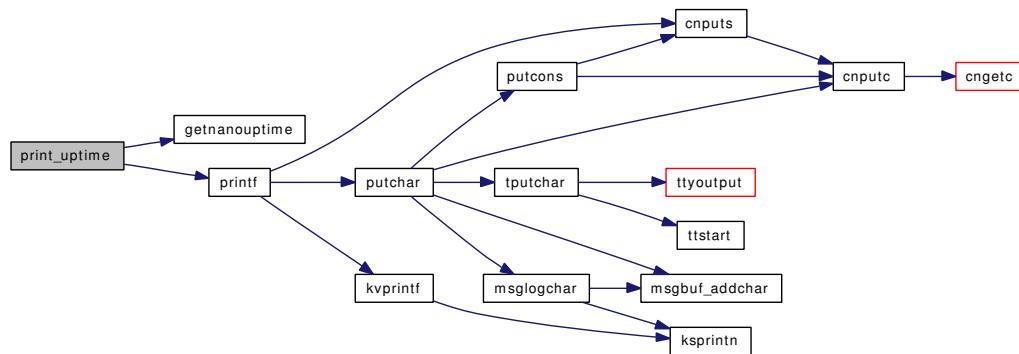 cnputs
putcons
cnputc
cngetc
getnanouptime
print_uptime
printf
putchar
tputchar
ttyoutput
ttstart
kvprintf
msglogchar
msgbuf_addchar
ksprintn